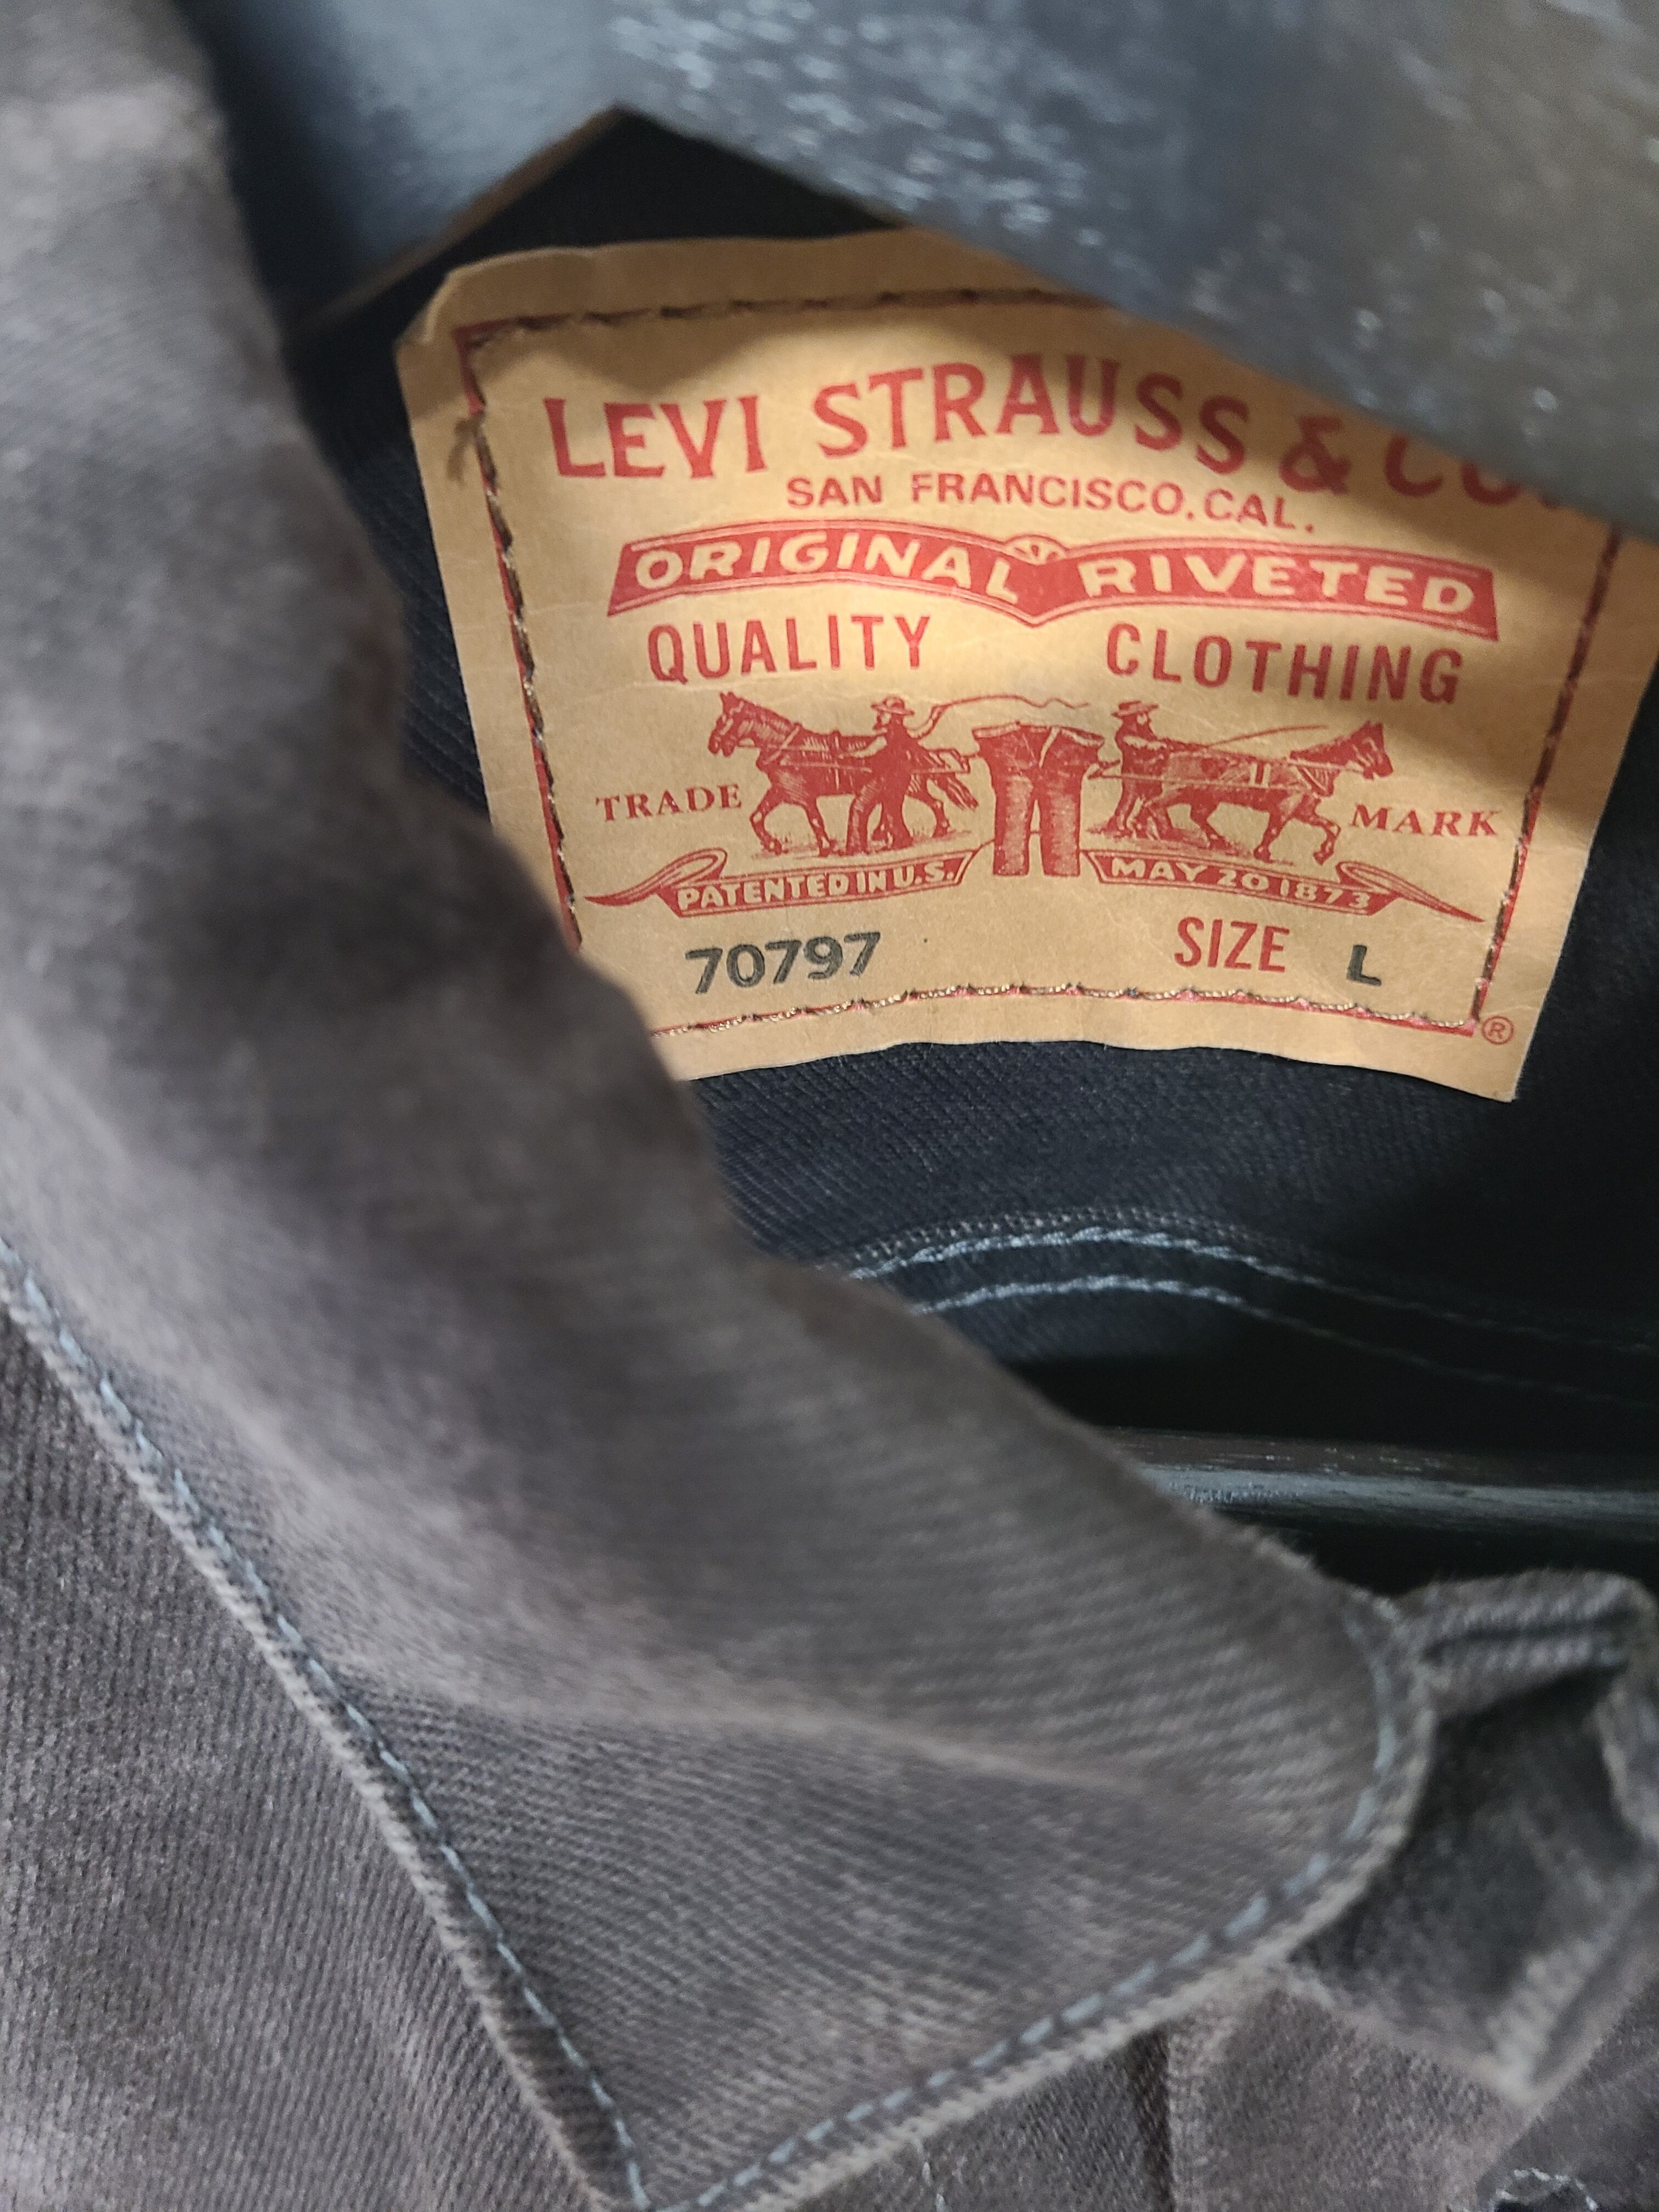 LEVI STRAUSS & CO.
SAN FRANCISCO, CAL.
ORIGINAL RIVETED
QUALITY CLOTHING
TRADE MARK
PATENTED IN U.S. MAY 20 1873
70797 SIZE L
®